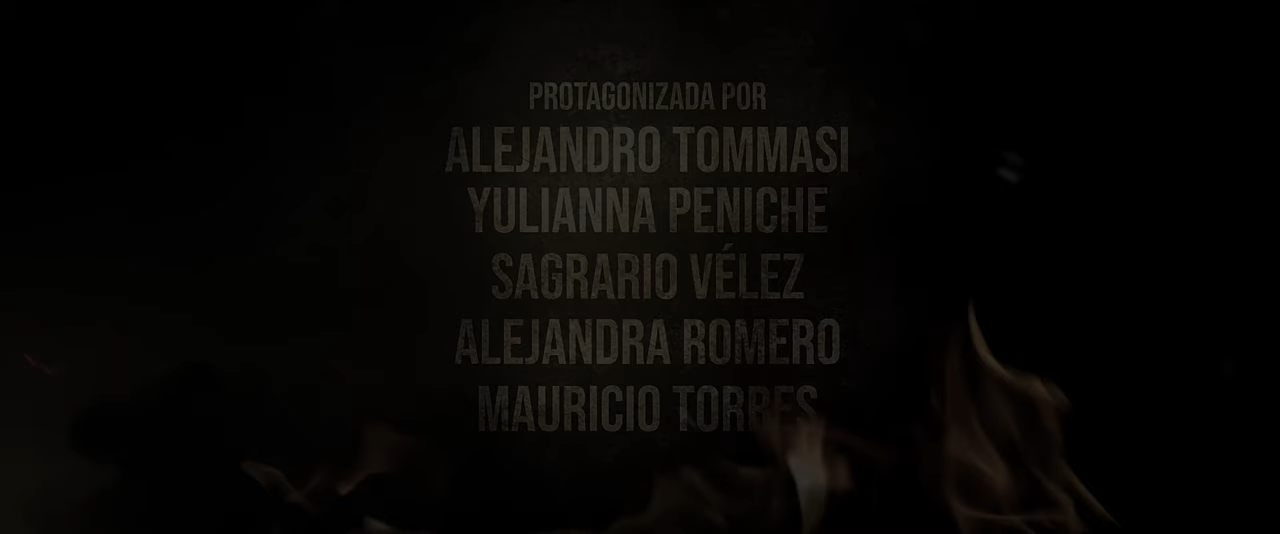 PROTAGONIZADA POR
ALEJANDRO TOMMASI
YULIANNA PENICHE
SAGRARIO VÉLEZ
ALEJANDRA ROMERO
MAURICIO TORRES